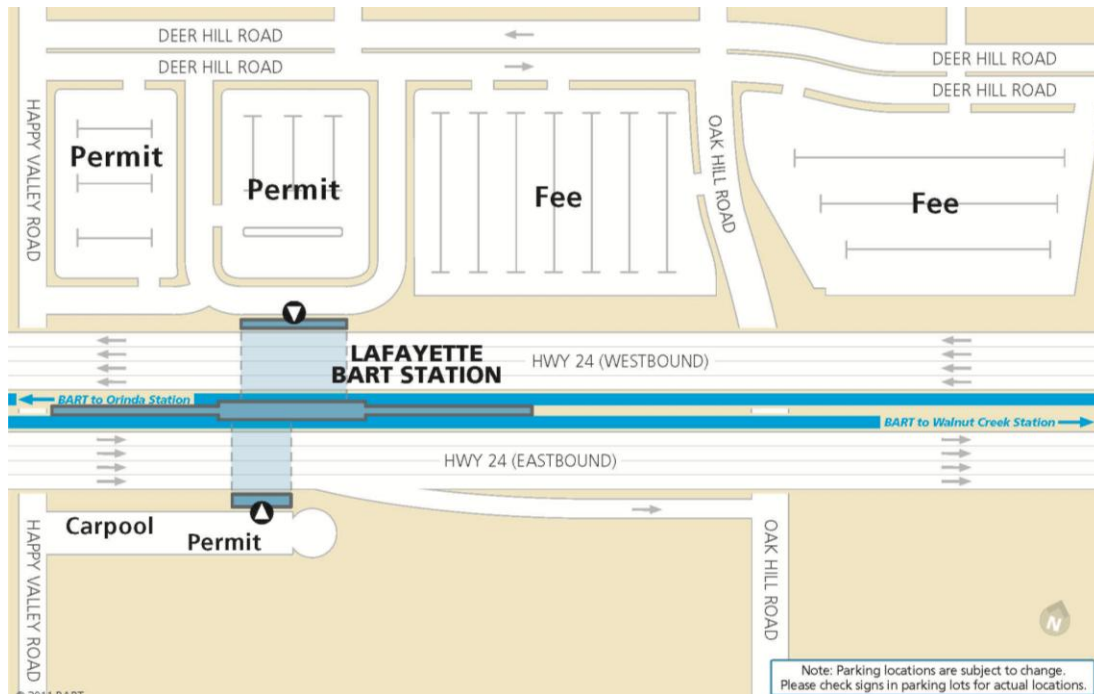 DEER HILL ROAD
DEER HILL ROAD
DEER HILL ROAD
DEER HILL ROAD
HAPPY VALLEY ROAD
Permit
Permit
Fee
OAK HILL ROAD
Fee
LAFAYETTE
BART STATION
HWY 24 (WESTBOUND)
BART to Orinda Station
BART to Walnut Creek Station
HWY 24 (EASTBOUND)
Carpool
Permit
HAPPY VALLEY ROAD
OAK HILL ROAD
N
Note: Parking locations are subject to change.
Please check signs in parking lots for actual locations.